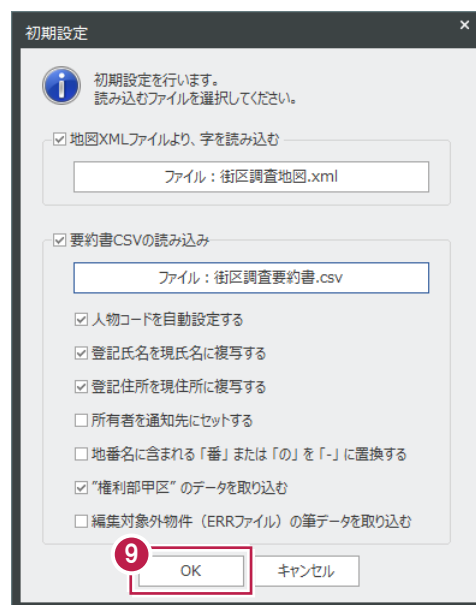 初期設定
×
初期設定を行います。
読み込むファイルを選択してください。
地図XMLファイルより、字を読み込む
ファイル：街区調査地図.xml
要約書CSVの読み込み
ファイル：街区調査要約書.csv
人物コードを自動設定する
登記氏名を現氏名に複写する
登記住所を現住所に複写する
所有者を通知先にセットする
地番名に含まれる「番」または「の」を「-」に置換する
"権利部甲区" のデータを取り込む
編集対象外物件（ERRファイル）の筆データを取り込む
9
OK キャンセル